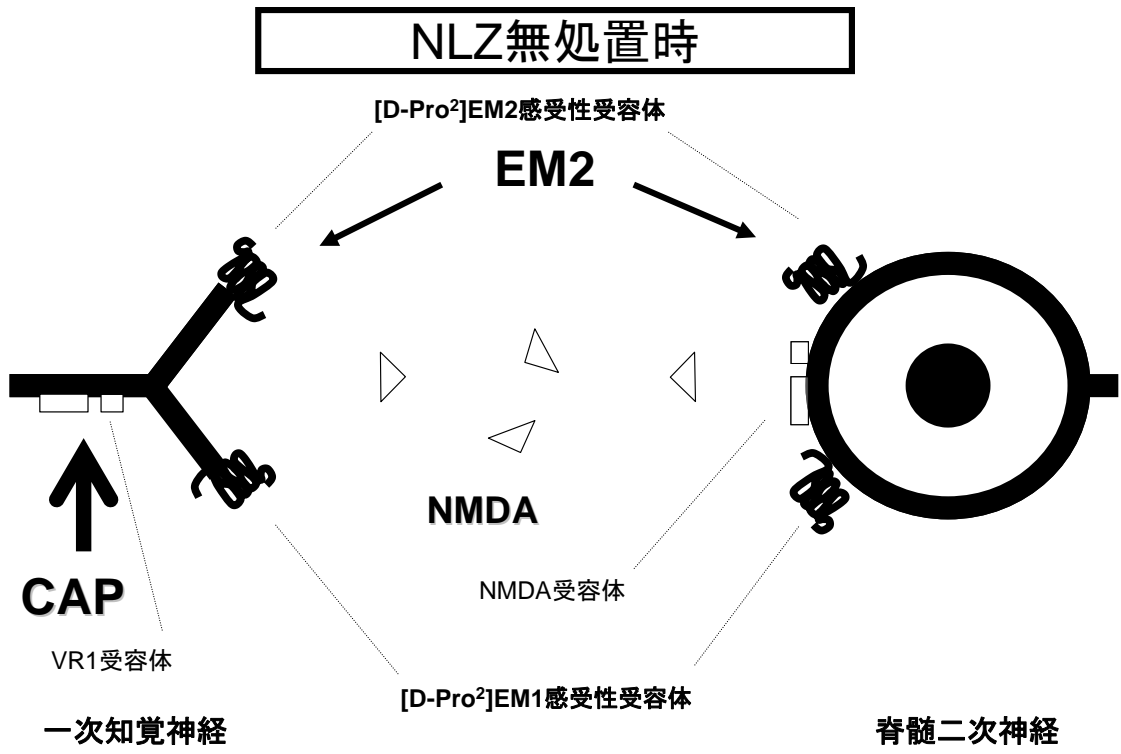 NLZ無処置時
[D-Pro²]EM2感受性受容体
EM2
NMDA
NMDA受容体
CAP
VR1受容体
[D-Pro²]EM1感受性受容体
一次知覚神経
脊髄二次神経